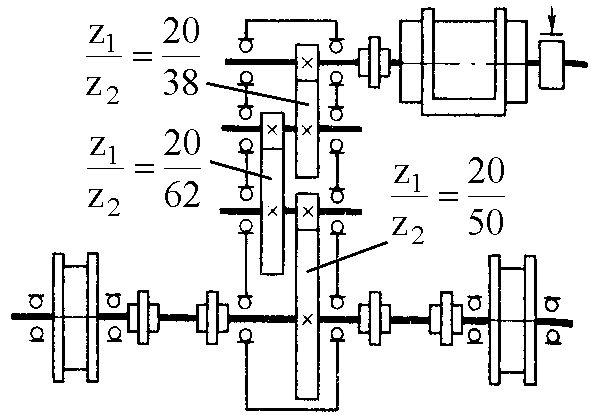 z₁/z₂ = 20/38
z₁/z₂ = 20/62
z₁/z₂ = 20/50